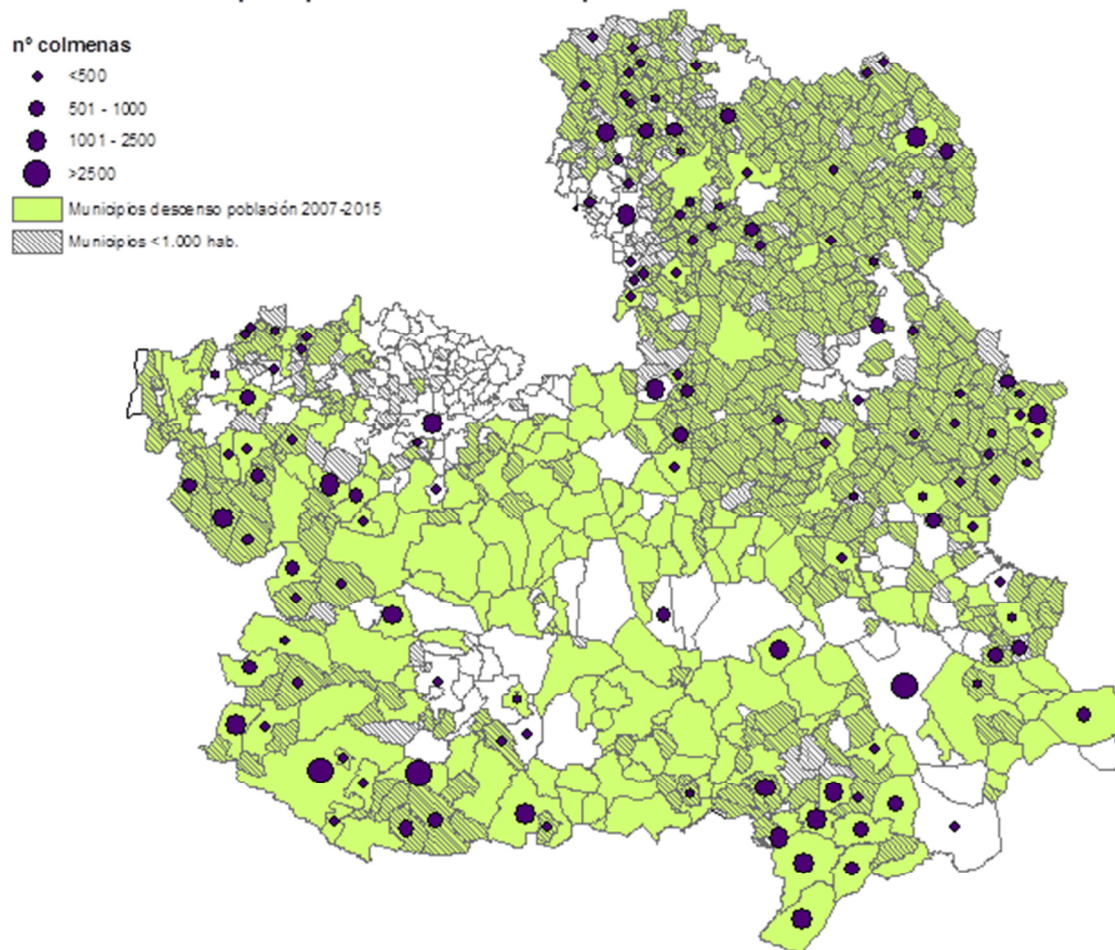 nº colmenas
<500
501 - 1000
1001 - 2500
>2500
Municipios descenso población 2007-2015
Municipios <1.000 hab.